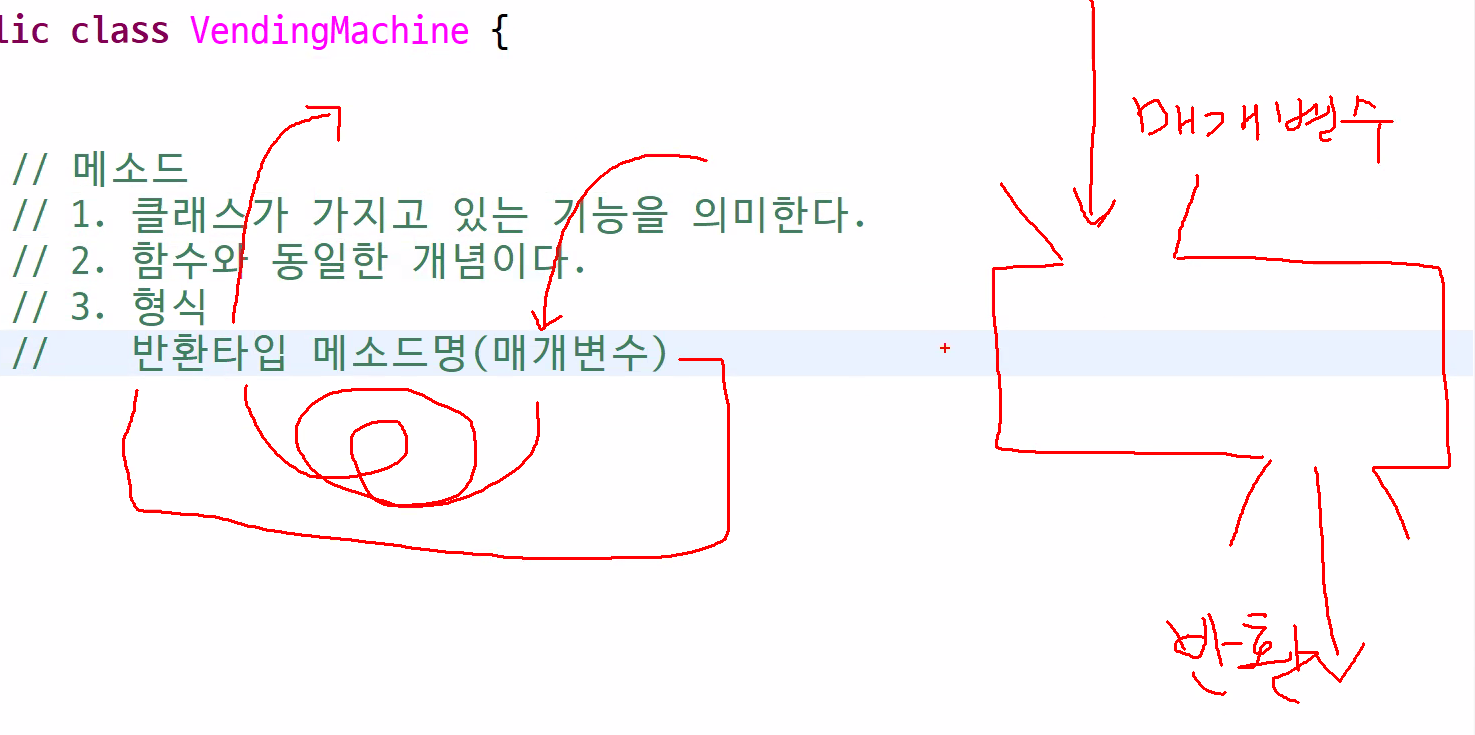 lic class VendingMachine {
// 메소드
// 1. 클래스가 가지고 있는 기능을 의미한다.
// 2. 함수와 동일한 개념이다.
// 3. 형식
//    반환타입 메소드명(매개변수)
매개변수
반환